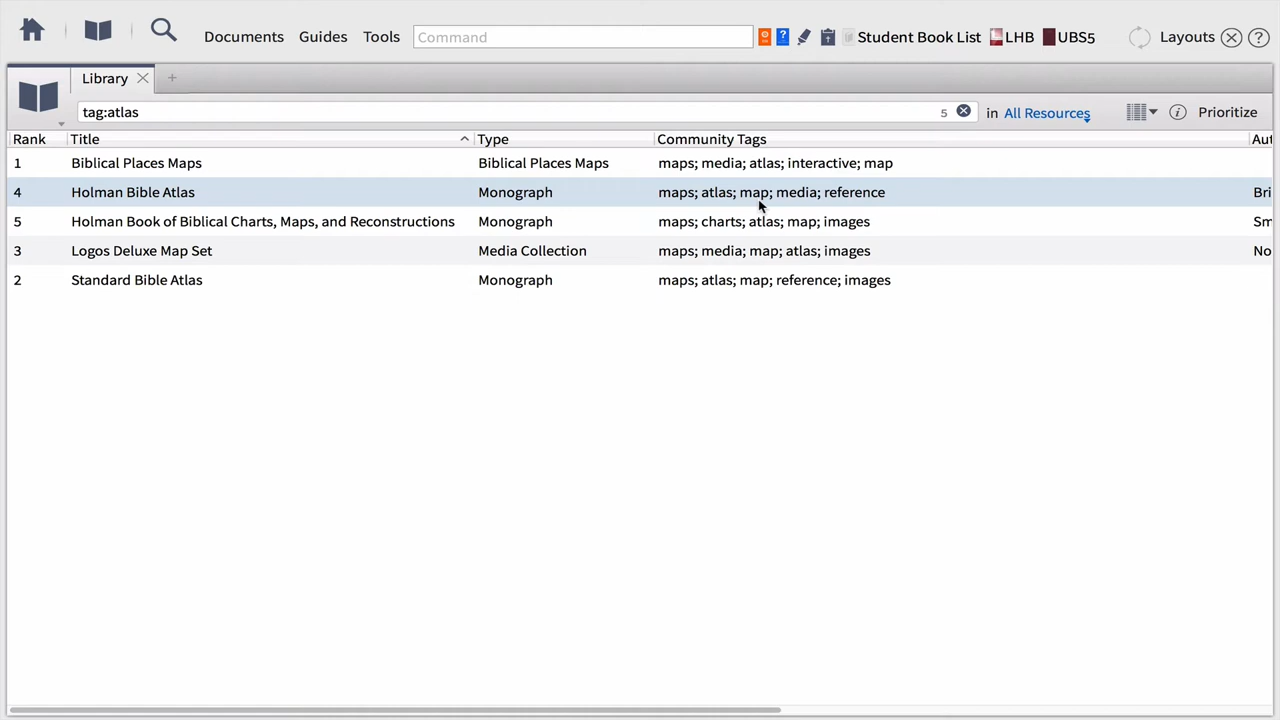 Documents Guides Tools Command Student Book List LHB UBS5 Layouts
Library
tag:atlas 5 in All Resources Prioritize
Rank Title Type Community Tags Aut
1 Biblical Places Maps Biblical Places Maps maps; media; atlas; interactive; map
4 Holman Bible Atlas Monograph maps; atlas; map; media; reference Bri
5 Holman Book of Biblical Charts, Maps, and Reconstructions Monograph maps; charts; atlas; map; images Sm
3 Logos Deluxe Map Set Media Collection maps; media; map; atlas; images No
2 Standard Bible Atlas Monograph maps; atlas; map; reference; images